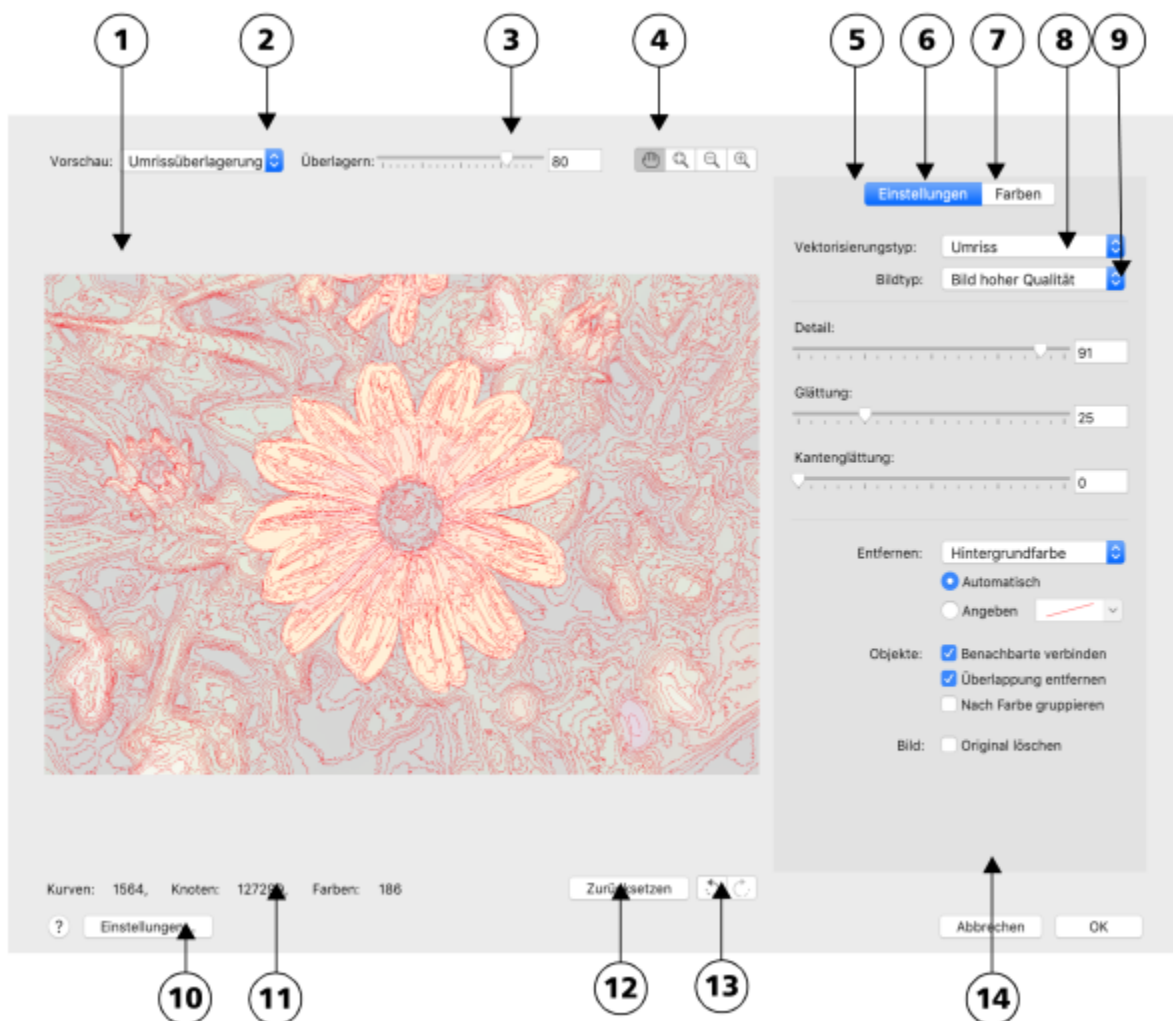 1 2 3 4 5 6 7 8 9
Vorschau: Umrissüberlagerung Überlagern: 80
Einstellungen Farben
Vektorisierungstyp: Umriss
Bildtyp: Bild hoher Qualität
Detail:
91
Glättung:
25
Kantenglättung:
0
Entfernen: Hintergrundfarbe
Automatisch
Angeben
Objekte: Benachbarte verbinden
Überlappung entfernen
Nach Farbe gruppieren
Bild: Original löschen
Kurven: 1564, Knoten: Farben: 186
Zurücksetzen
? Einstellungen... Abbrechen OK
10 11 12 13 14